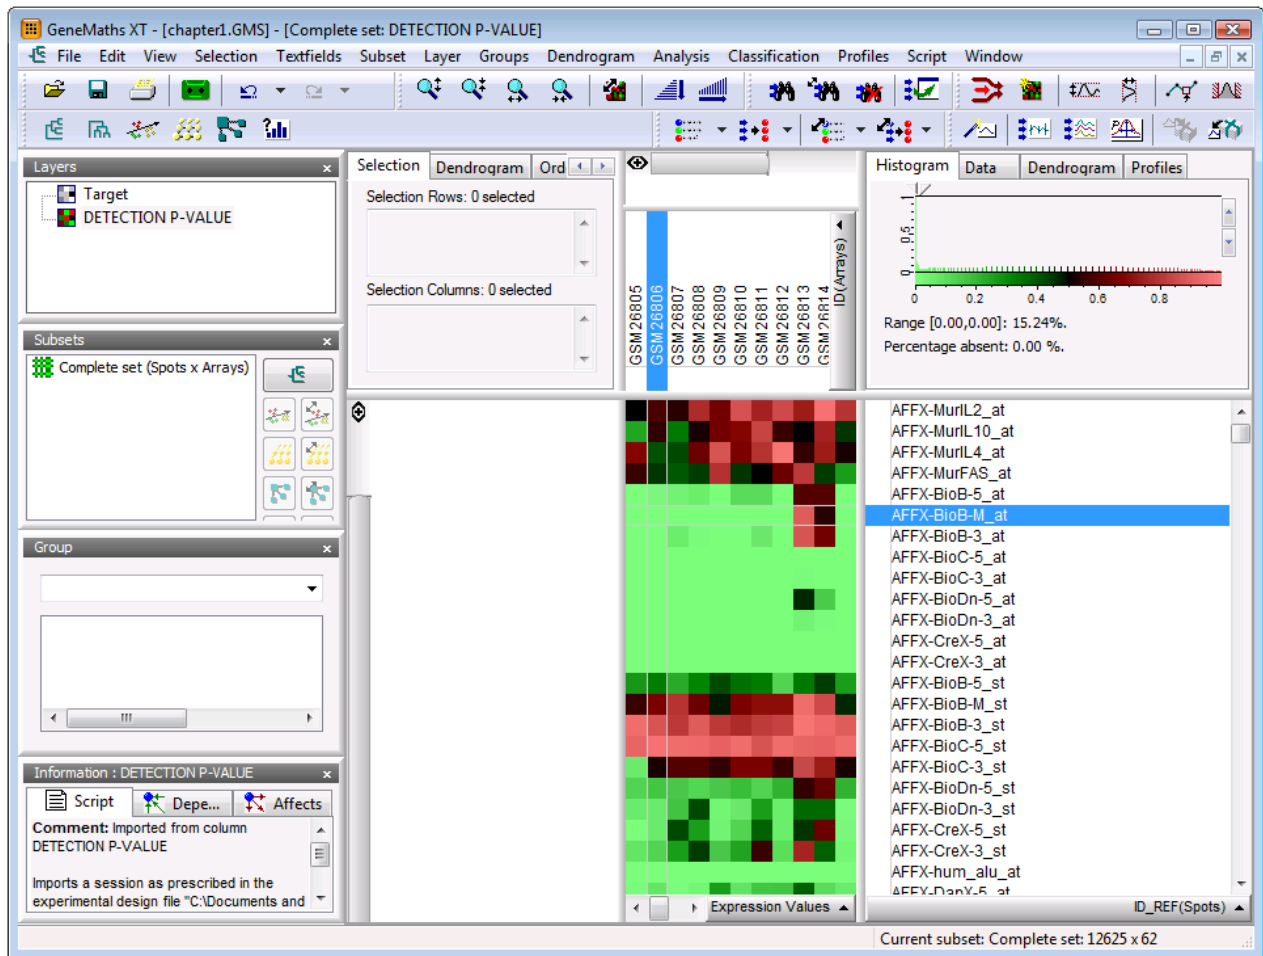 GeneMaths XT - [chapter1.GMS] - [Complete set: DETECTION P-VALUE]
File Edit View Selection Textfields Subset Layer Groups Dendrogram Analysis Classification Profiles Script Window
Layers
Target
DETECTION P-VALUE
Subsets
Complete set (Spots x Arrays)
Group
Information : DETECTION P-VALUE
Script Depe... Affects
Comment: Imported from column
DETECTION P-VALUE
Imports a session as prescribed in the
experimental design file "C:\Documents and
Selection Dendrogram Ord
Selection Rows: 0 selected
Selection Columns: 0 selected
GSM26805
GSM26806
GSM26807
GSM26808
GSM26809
GSM26810
GSM26811
GSM26812
GSM26813
GSM26814
ID(Arrays)
Histogram Data Dendrogram Profiles
1
0.5
0
0 0.2 0.4 0.6 0.8
Range [0.00,0.00]: 15.24%.
Percentage absent: 0.00 %.
AFFX-MurIL2_at
AFFX-MurIL10_at
AFFX-MurIL4_at
AFFX-MurFAS_at
AFFX-BioB-5_at
AFFX-BioB-M_at
AFFX-BioB-3_at
AFFX-BioC-5_at
AFFX-BioC-3_at
AFFX-BioDn-5_at
AFFX-BioDn-3_at
AFFX-CreX-5_at
AFFX-CreX-3_at
AFFX-BioB-5_st
AFFX-BioB-M_st
AFFX-BioB-3_st
AFFX-BioC-5_st
AFFX-BioC-3_st
AFFX-BioDn-5_st
AFFX-BioDn-3_st
AFFX-CreX-5_st
AFFX-CreX-3_st
AFFX-hum_alu_at
AFFX-DapX-5_at
Expression Values
ID_REF(Spots)
Current subset: Complete set: 12625 x 62